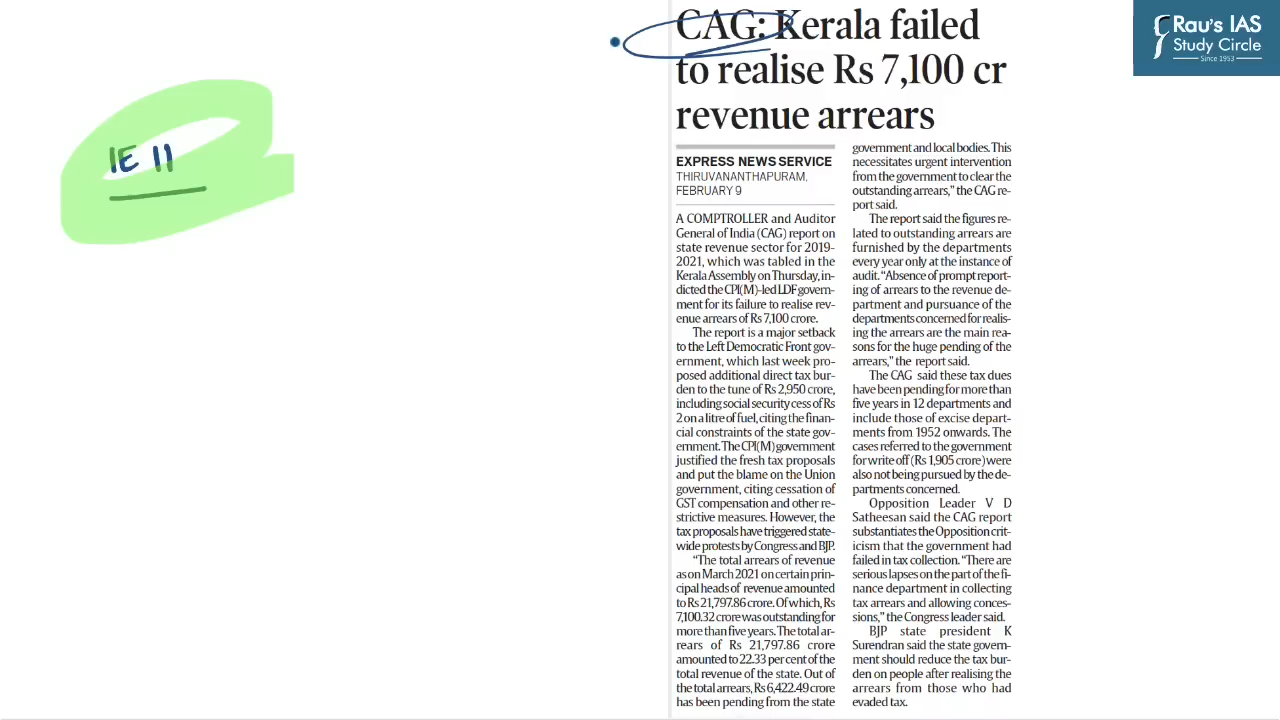 CAG: Kerala failed
to realise Rs 7,100 cr
revenue arrears
Rau's IAS
Study Circle
Since 1953
IE 11
EXPRESS NEWS SERVICE
THIRUVANANTHAPURAM,
FEBRUARY 9
A COMPTROLLER and Auditor
General of India (CAG) report on
state revenue sector for 2019-
2021, which was tabled in the
Kerala Assembly on Thursday, in-
dicted the CPI(M)-led LDF govern-
ment for its failure to realise rev-
enue arrears of Rs 7,100 crore.
The report is a major setback
to the Left Democratic Front gov-
ernment, which last week pro-
posed additional direct tax bur-
den to the tune of Rs 2,950 crore,
including social security cess of Rs
2 on a litre of fuel, citing the finan-
cial constraints of the state gov-
ernment. The CPI(M) government
justified the fresh tax proposals
and put the blame on the Union
government, citing cessation of
GST compensation and other re-
strictive measures. However, the
tax proposals have triggered state-
wide protests by Congress and BJP.
"The total arrears of revenue
as on March 2021 on certain prin-
cipal heads of revenue amounted
to Rs 21,797.86 crore. Of which, Rs
7,100.32 crore was outstanding for
more than five years. The total ar-
rears of Rs 21,797.86 crore
amounted to 22.33 per cent of the
total revenue of the state. Out of
the total arrears, Rs 6,422.49 crore
has been pending from the state
government and local bodies. This
necessitates urgent intervention
from the government to clear the
outstanding arrears," the CAG re-
port said.
The report said the figures re-
lated to outstanding arrears are
furnished by the departments
every year only at the instance of
audit. "Absence of prompt report-
ing of arrears to the revenue de-
partment and pursuance of the
departments concerned for realis-
ing the arrears are the main rea-
sons for the huge pending of the
arrears," the report said.
The CAG said these tax dues
have been pending for more than
five years in 12 departments and
include those of excise depart-
ments from 1952 onwards. The
cases referred to the government
for write off (Rs 1,905 crore) were
also not being pursued by the de-
partments concerned.
Opposition Leader V D
Satheesan said the CAG report
substantiates the Opposition crit-
icism that the government had
failed in tax collection. "There are
serious lapses on the part of the fi-
nance department in collecting
tax arrears and allowing conces-
sions," the Congress leader said.
BJP state president K
Surendran said the state govern-
ment should reduce the tax bur-
den on people after realising the
arrears from those who had
evaded tax.